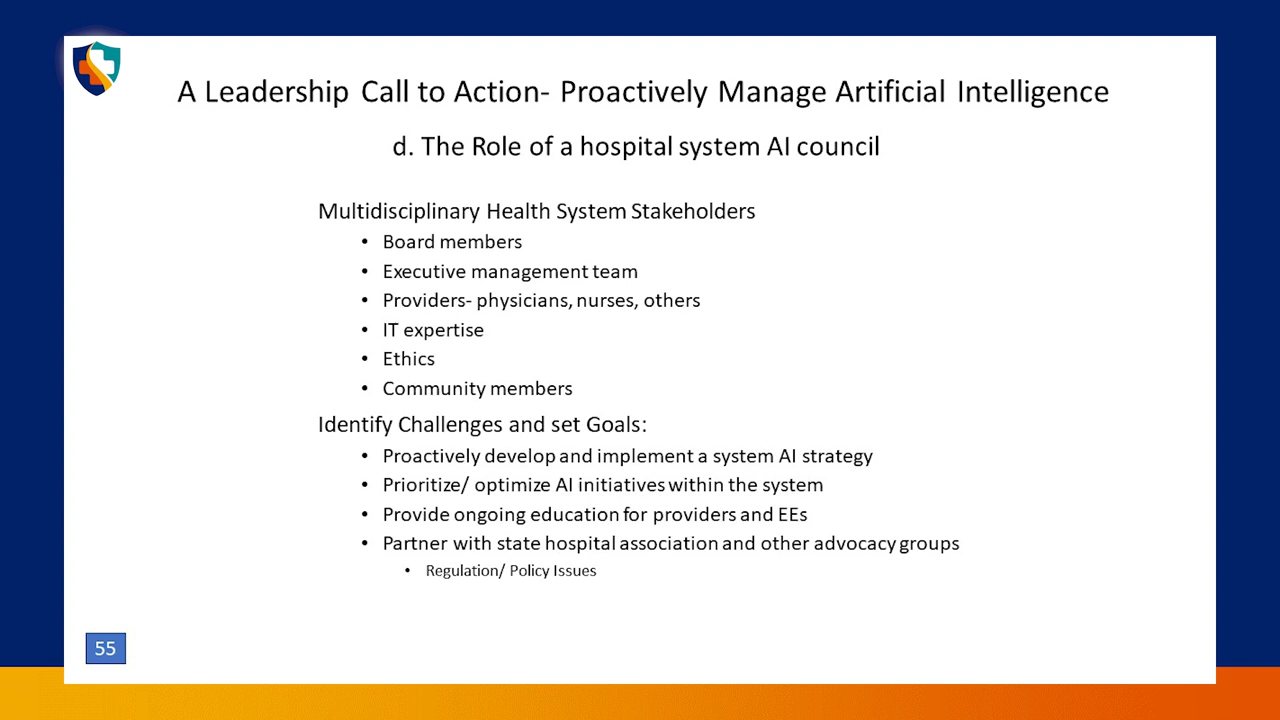 A Leadership Call to Action- Proactively Manage Artificial Intelligence
d. The Role of a hospital system AI council
Multidisciplinary Health System Stakeholders
• Board members
• Executive management team
• Providers- physicians, nurses, others
• IT expertise
• Ethics
• Community members
Identify Challenges and set Goals:
• Proactively develop and implement a system AI strategy
• Prioritize/ optimize AI initiatives within the system
• Provide ongoing education for providers and EEs
• Partner with state hospital association and other advocacy groups
• Regulation/ Policy Issues
55